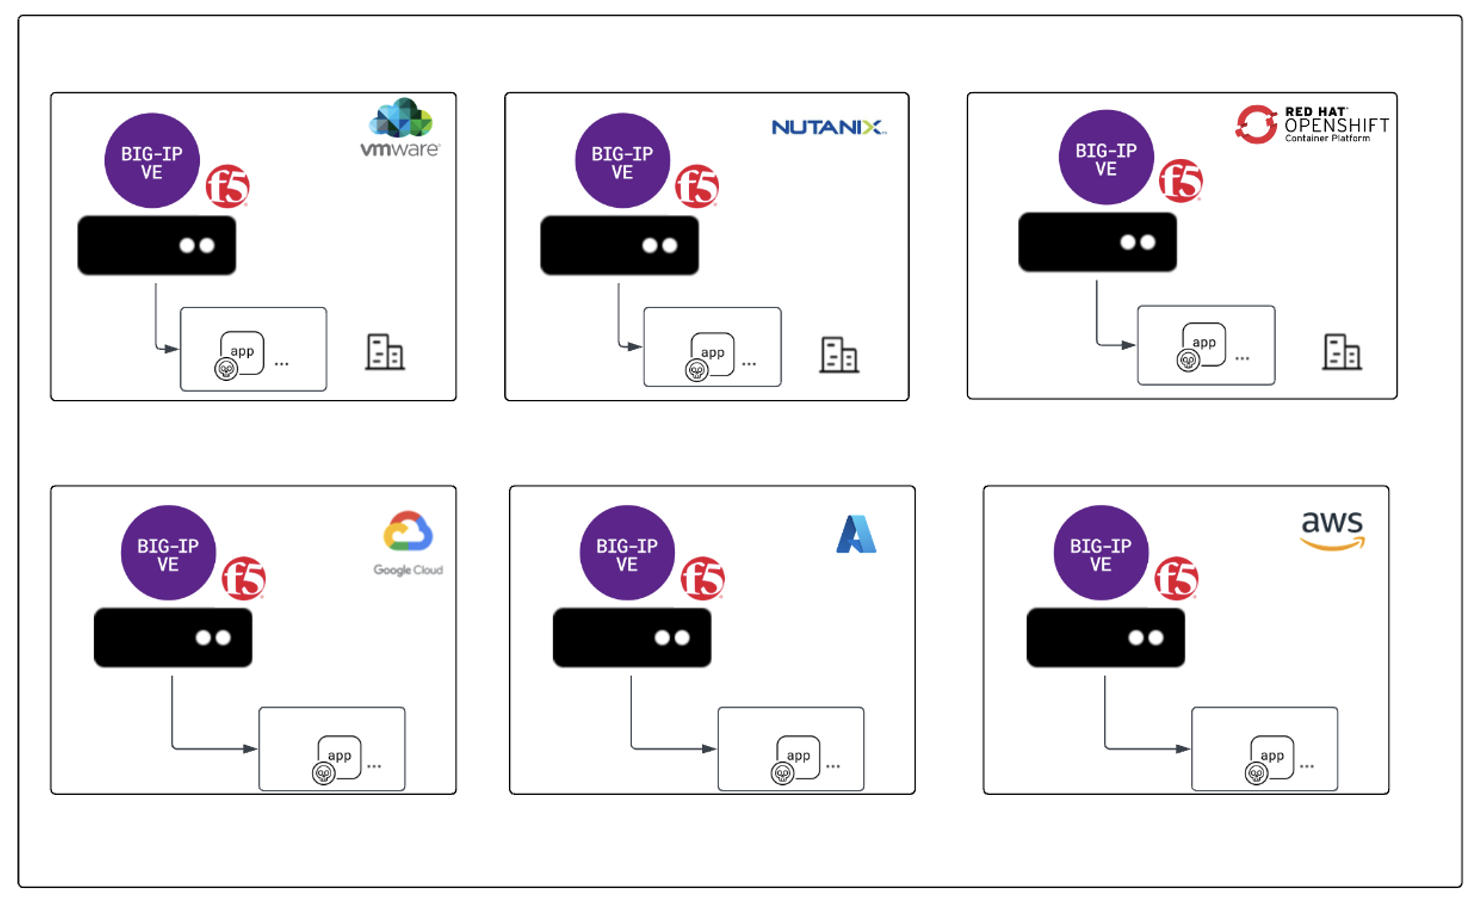 BIG-IP
VE
f5
vmware
app
...
BIG-IP
VE
f5
NUTANIX
app
...
BIG-IP
VE
f5
RED HAT
OPENSHIFT
Container Platform
app
...
BIG-IP
VE
f5
Google Cloud
app
...
BIG-IP
VE
f5
app
...
BIG-IP
VE
f5
aws
app
...